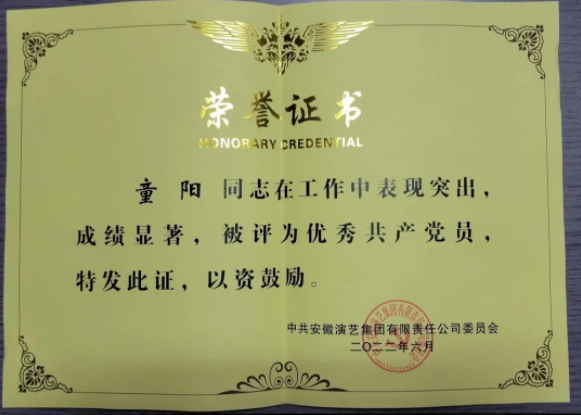 荣誉证书
HONORARY CREDENTIAL
童阳 同志在工作中表现突出，
成绩显著，被评为优秀共产党员，
特发此证，以资鼓励。
中共安徽演艺集团有限责任公司委员会
二〇二一年六月